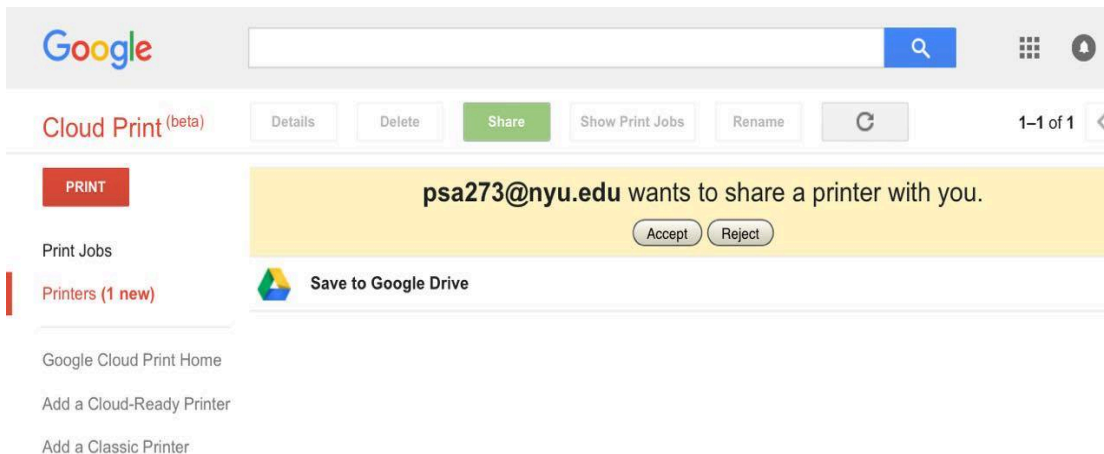 Google
Cloud Print (beta)
Details Delete Share Show Print Jobs Rename 1–1 of 1
PRINT
psa273@nyu.edu wants to share a printer with you.
Accept Reject
Print Jobs
Save to Google Drive
Printers (1 new)
Google Cloud Print Home
Add a Cloud-Ready Printer
Add a Classic Printer